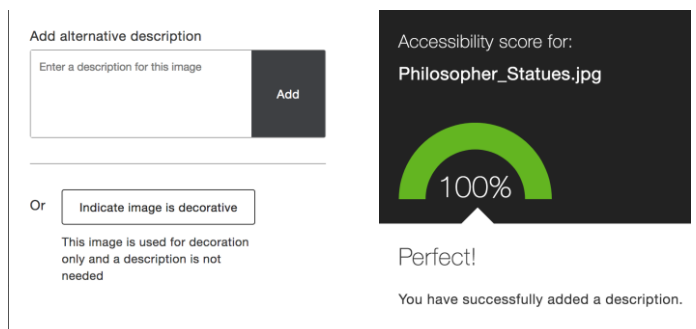 Add alternative description
Enter a description for this image
Add
Or
Indicate image is decorative
This image is used for decoration
only and a description is not
needed
Accessibility score for:
Philosopher_Statues.jpg
100%
Perfect!
You have successfully added a description.